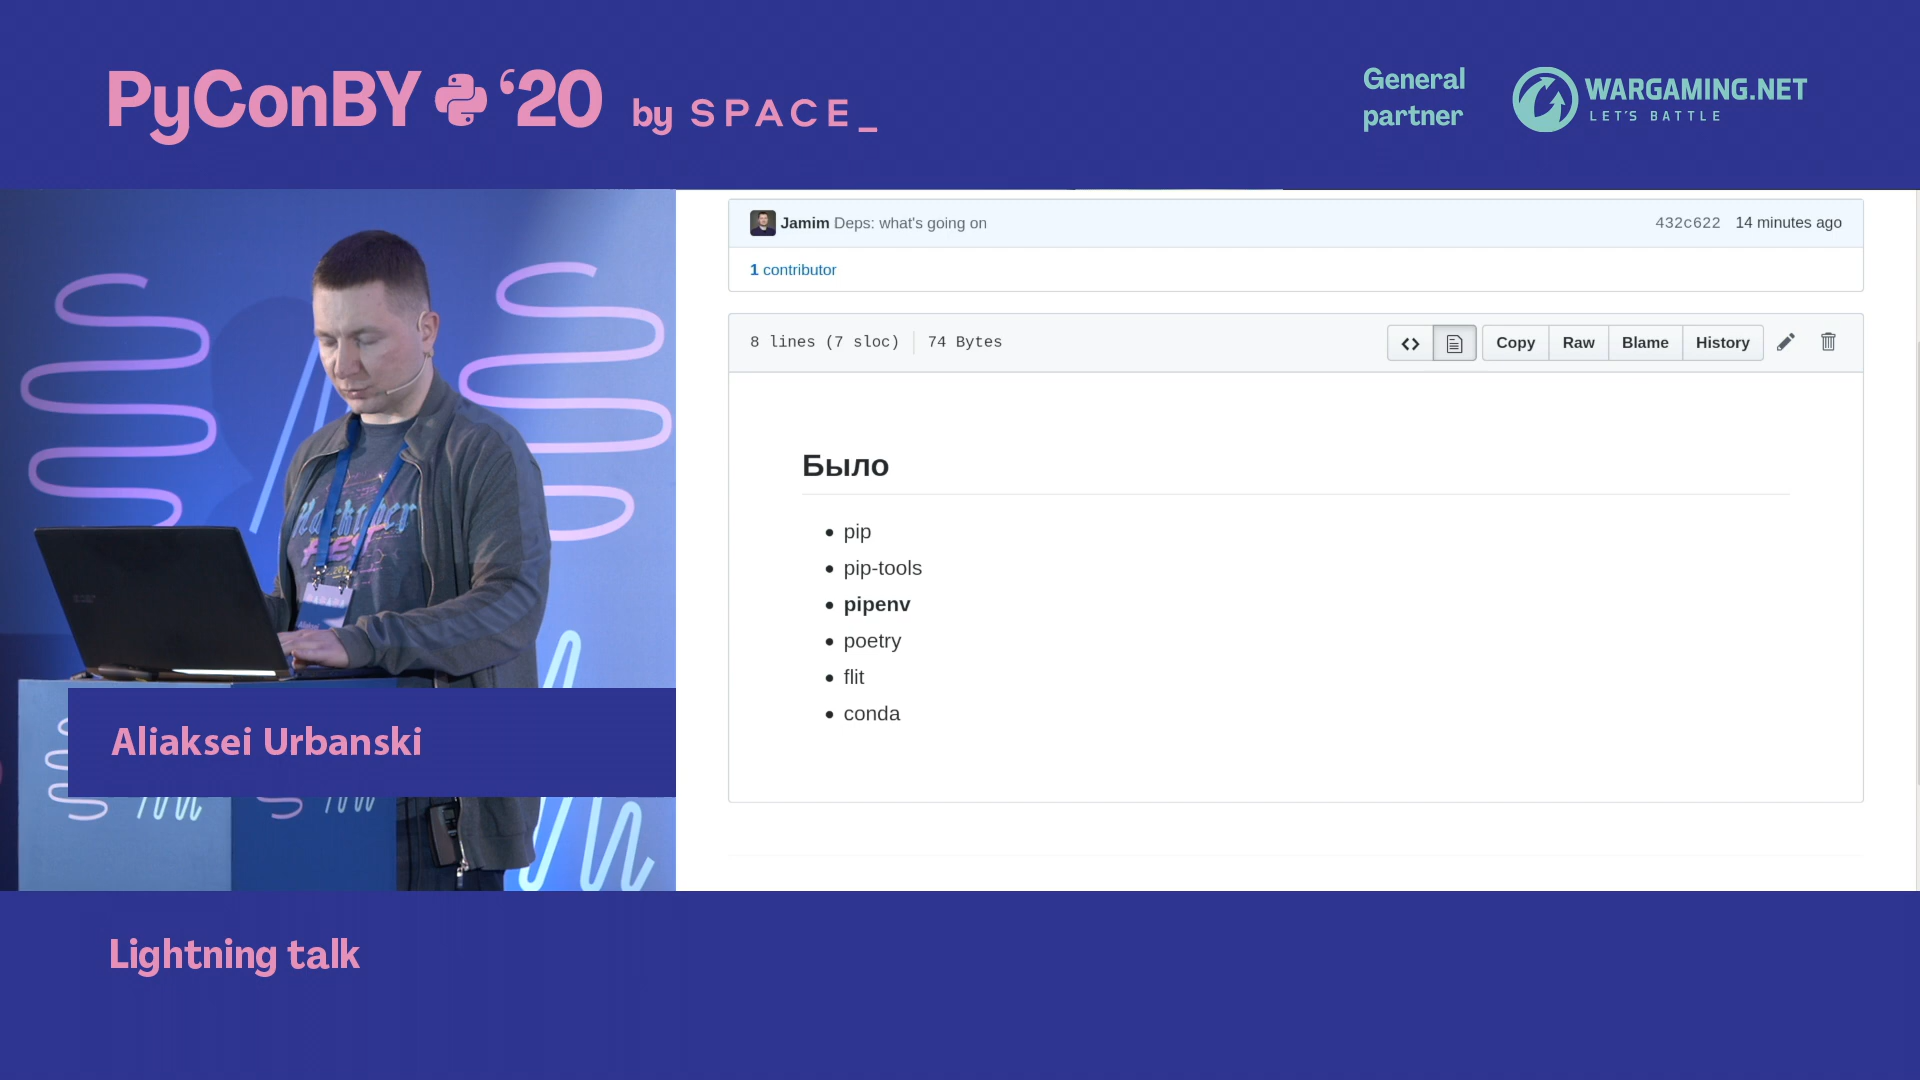 PyConBY '20 by SPACE_
General
partner
WARGAMING.NET
LET'S BATTLE
Jamim Deps: what's going on 432c622 14 minutes ago
1 contributor
8 lines (7 sloc) 74 Bytes Copy Raw Blame History
Было
pip
pip-tools
pipenv
poetry
flit
conda
Hacktober
FEST
Aliaksei Urbanski
Lightning talk